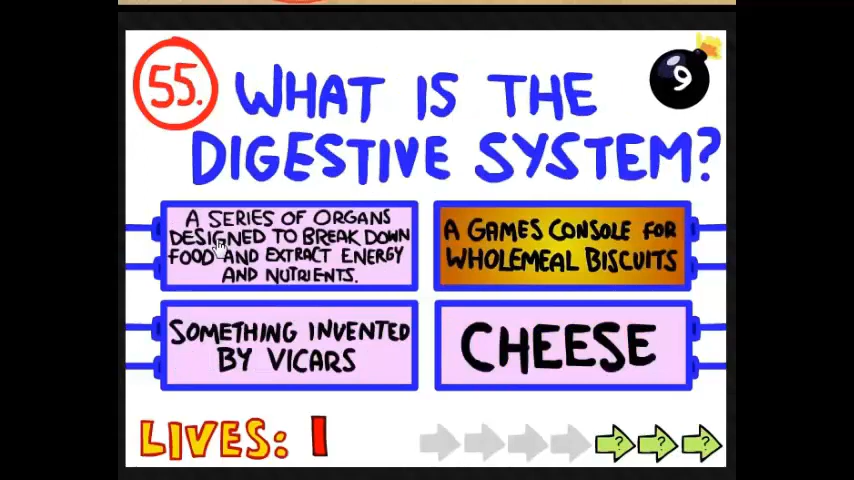 55.
WHAT IS THE
DIGESTIVE SYSTEM?
9
A SERIES OF ORGANS
DESIGNED TO BREAK DOWN
FOOD AND EXTRACT ENERGY
AND NUTRIENTS.
A GAMES CONSOLE FOR
WHOLEMEAL BISCUITS
SOMETHING INVENTED
BY VICARS
CHEESE
LIVES: 1
? ? ?